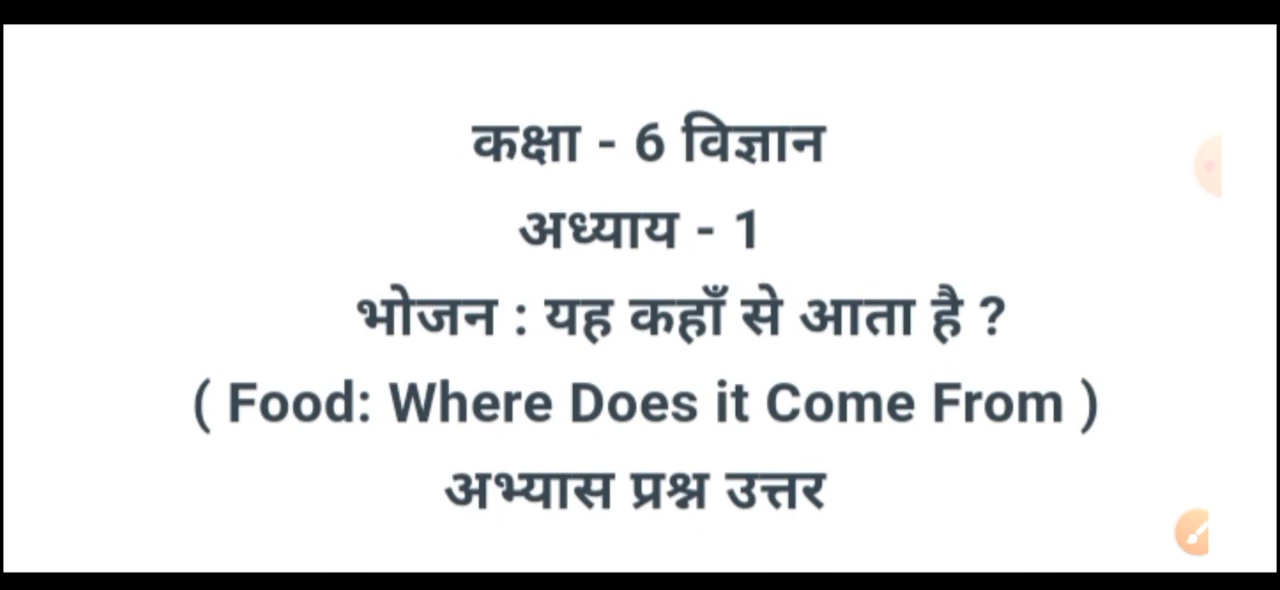 कक्षा - 6 विज्ञान
अध्याय - 1
भोजन : यह कहाँ से आता है ?
( Food: Where Does it Come From )
अभ्यास प्रश्न उत्तर